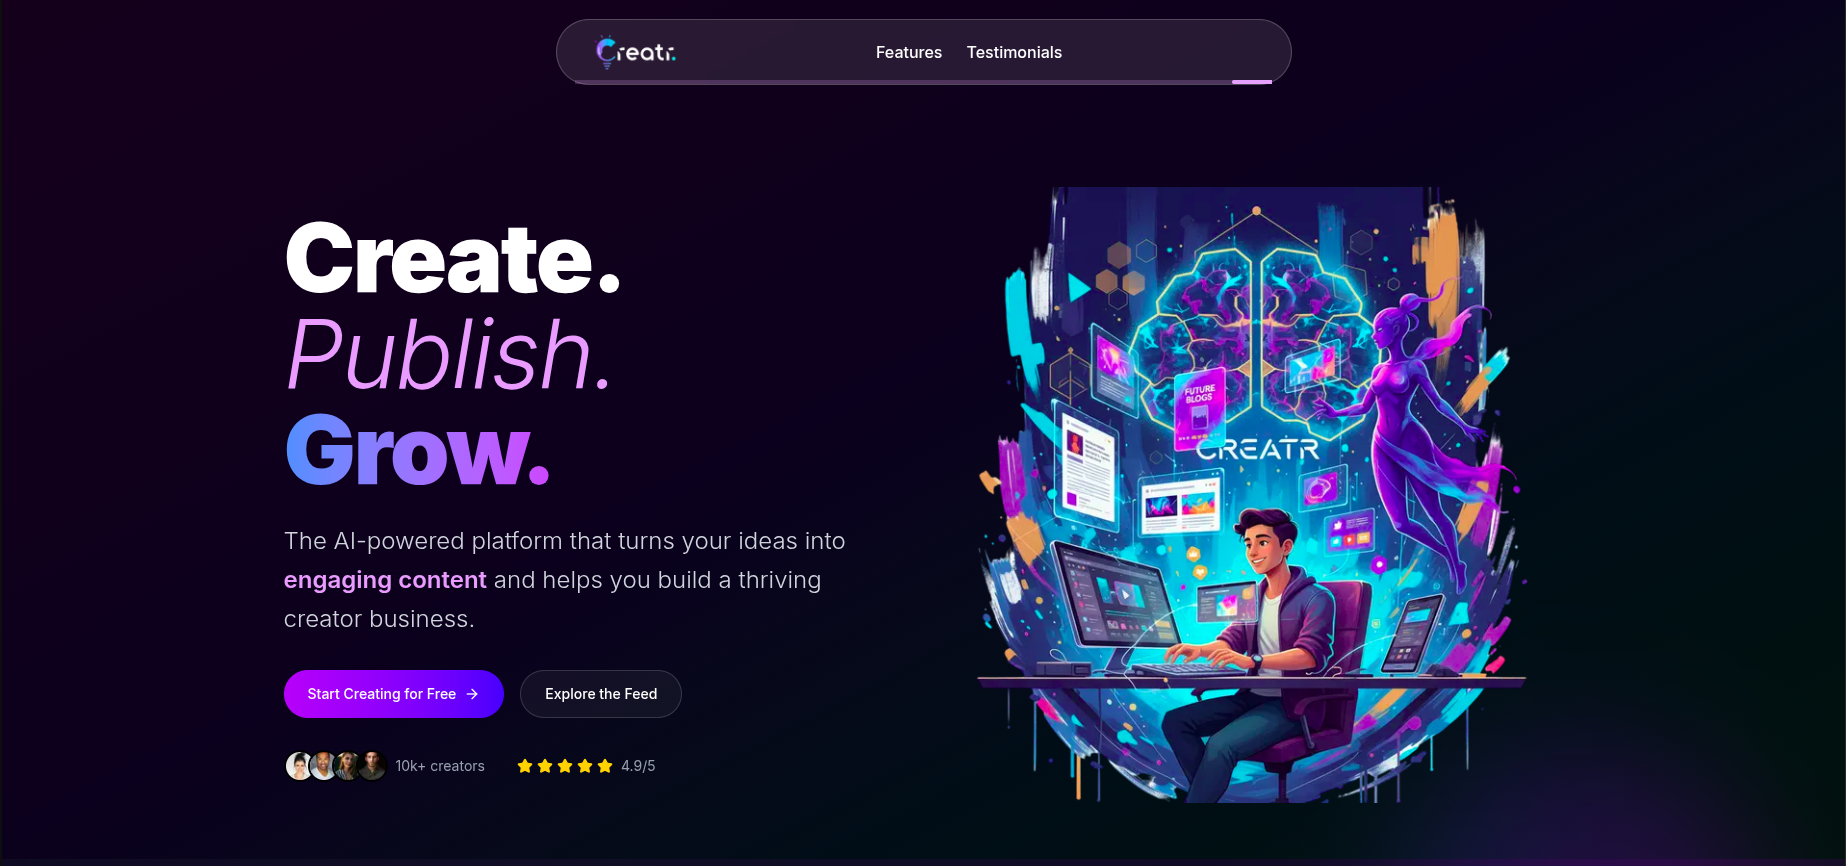 Creatr.
Features Testimonials
Create.
Publish.
Grow.
The AI-powered platform that turns your ideas into
engaging content and helps you build a thriving
creator business.
Start Creating for Free
Explore the Feed
10k+ creators
4.9/5
FUTURE
BLOGS
CREATR